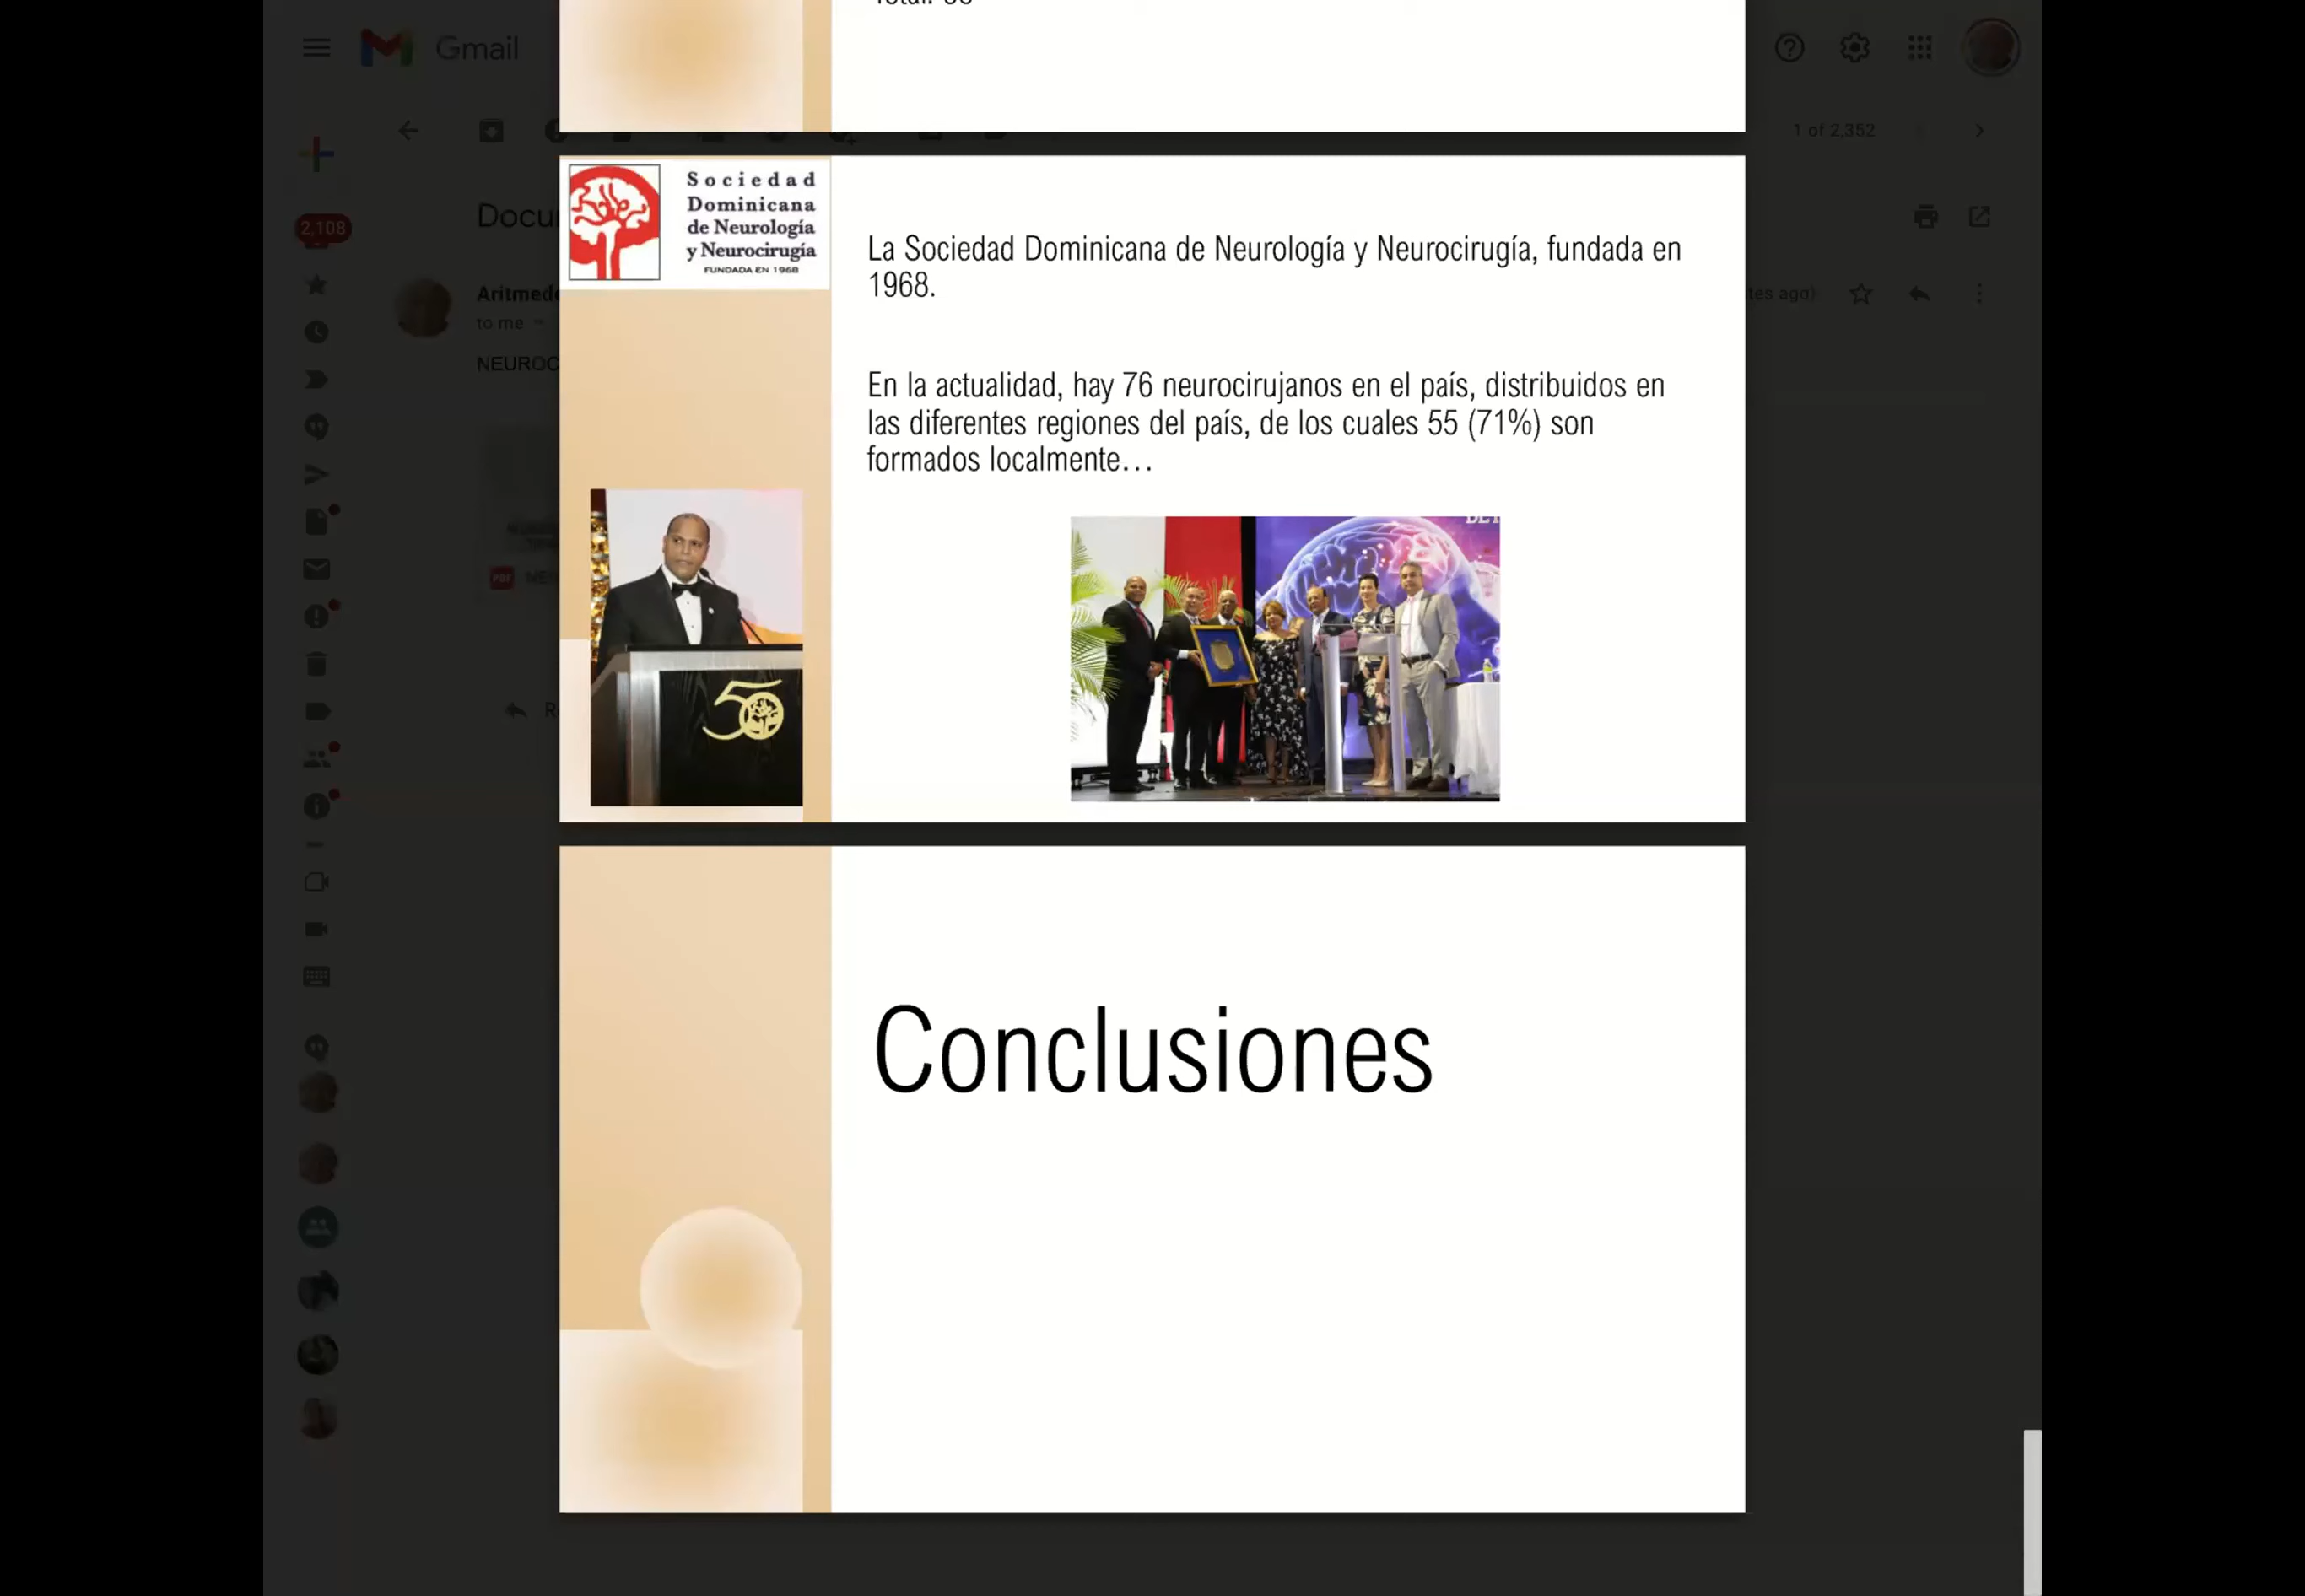 Gmail
1 of 2,352
2,108
Sociedad
Dominicana
de Neurología
y Neurocirugía
FUNDADA EN 1968
La Sociedad Dominicana de Neurología y Neurocirugía, fundada en
1968.
to me
En la actualidad, hay 76 neurocirujanos en el país, distribuidos en
las diferentes regiones del país, de los cuales 55 (71%) son
formados localmente...
PDF
50
Conclusiones